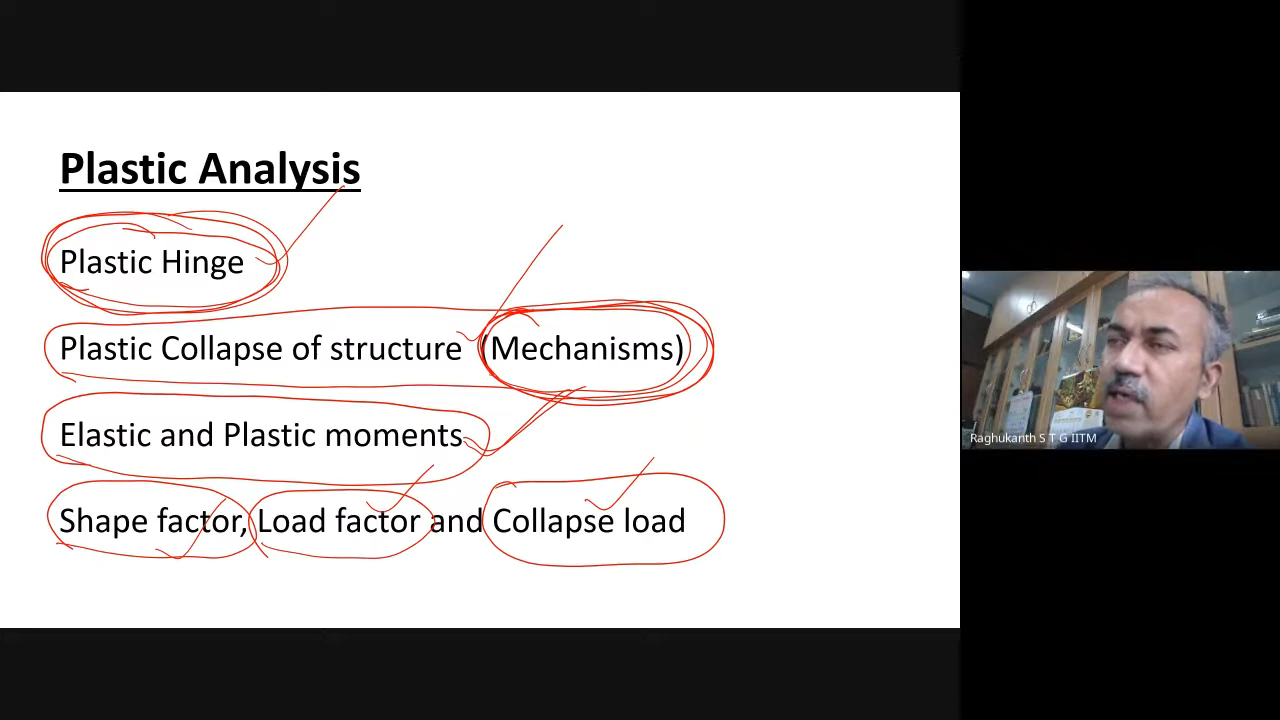 Plastic Analysis
Plastic Hinge
Plastic Collapse of structure (Mechanisms)
Elastic and Plastic moments
Shape factor, Load factor and Collapse load
Raghukanth S T G IITM